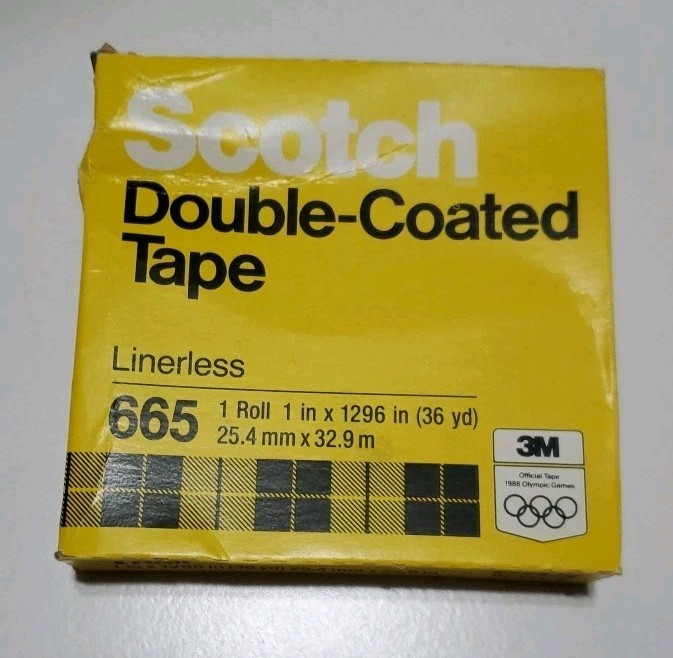 Scotch
Double-Coated
Tape
Linerless
665
1 Roll 1 in x 1296 in (36 yd)
25.4 mm x 32.9 m
3M
Official Tape
1988 Olympic Games